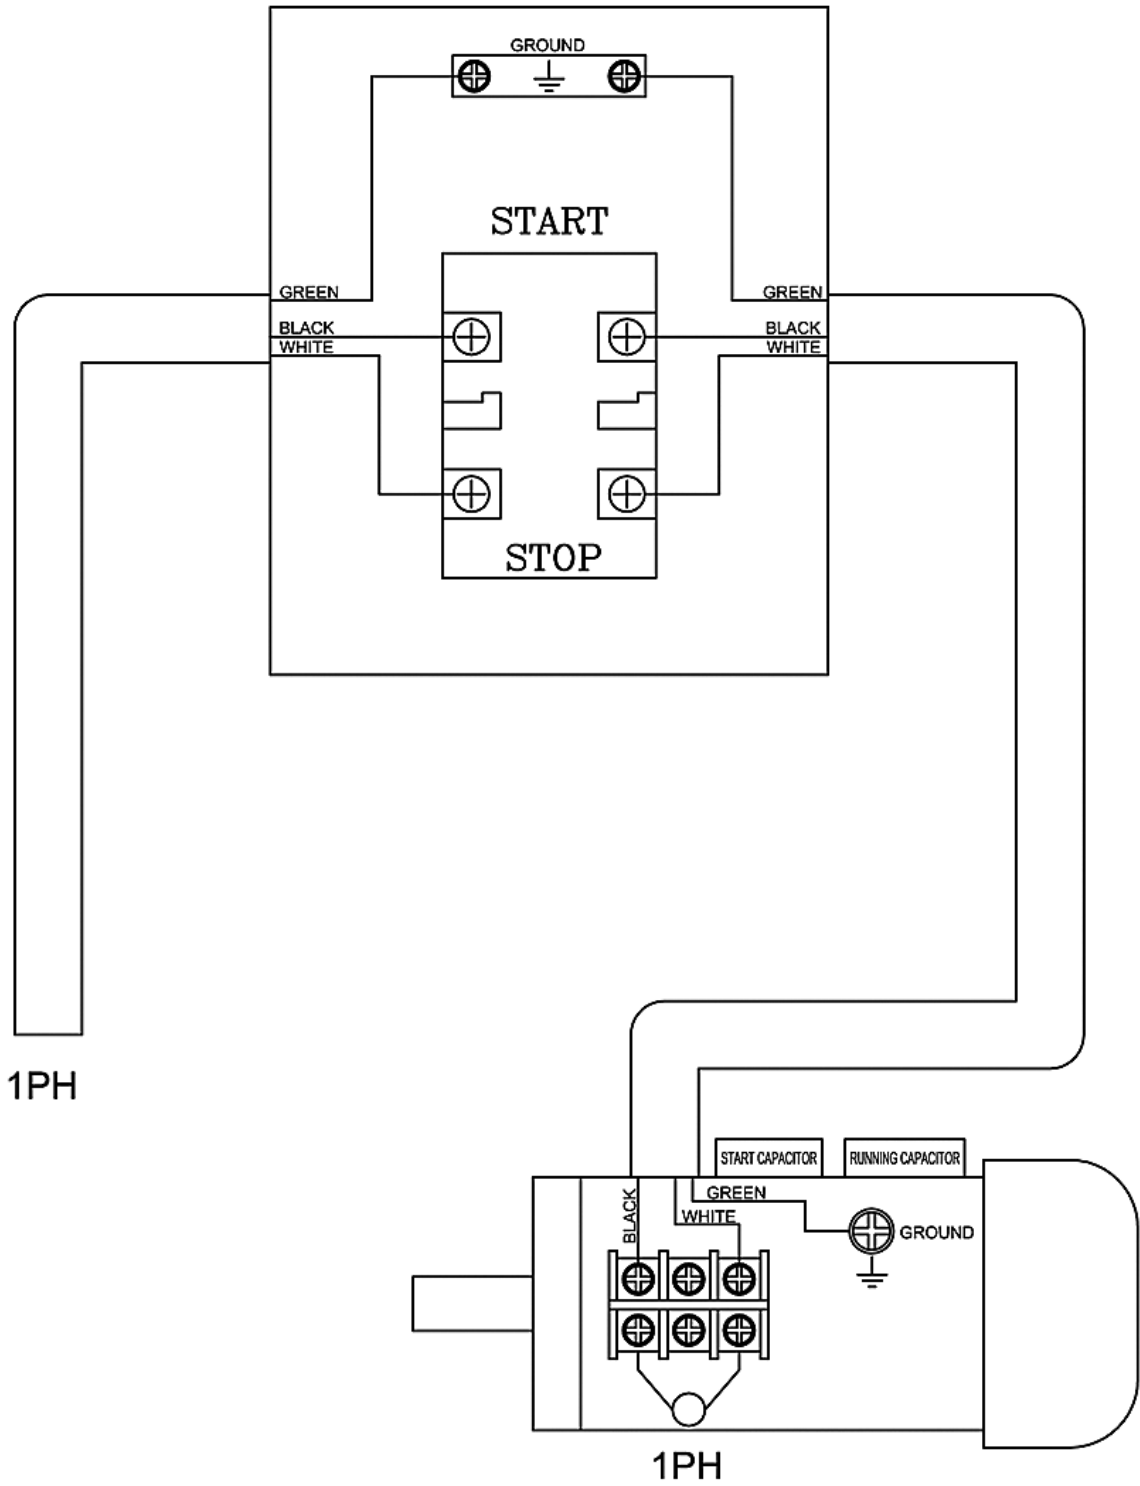 GROUND
START
GREEN
GREEN
BLACK
BLACK
WHITE
WHITE
STOP
1PH
START CAPACITOR
RUNNING CAPACITOR
BLACK
GREEN
WHITE
GROUND
1PH